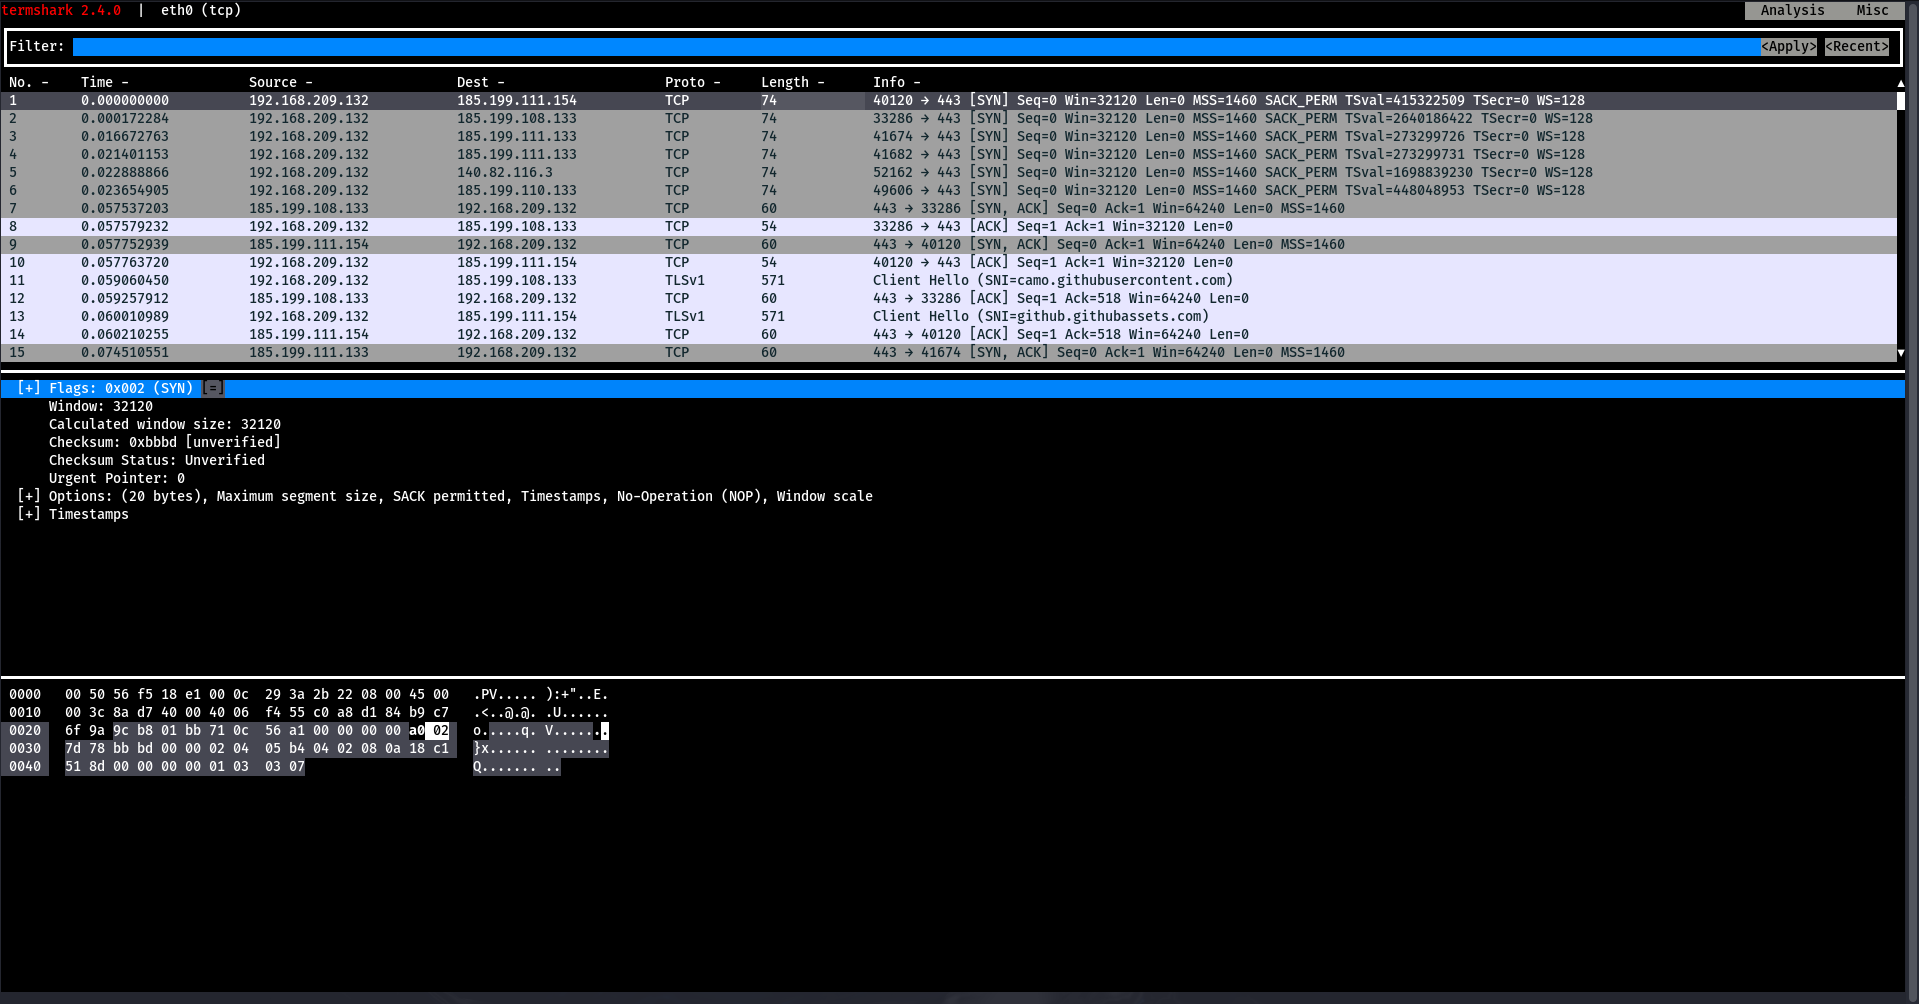 termshark 2.4.0 | eth0 (tcp) Analysis Misc
Filter: <Apply> <Recent>
No. - Time - Source - Dest - Proto - Length - Info -
1 0.000000000 192.168.209.132 185.199.111.154 TCP 74 40120 → 443 [SYN] Seq=0 Win=32120 Len=0 MSS=1460 SACK_PERM TSval=415322509 TSecr=0 WS=128
2 0.000172284 192.168.209.132 185.199.108.133 TCP 74 33286 → 443 [SYN] Seq=0 Win=32120 Len=0 MSS=1460 SACK_PERM TSval=2640186422 TSecr=0 WS=128
3 0.016672763 192.168.209.132 185.199.111.133 TCP 74 41674 → 443 [SYN] Seq=0 Win=32120 Len=0 MSS=1460 SACK_PERM TSval=273299726 TSecr=0 WS=128
4 0.021401153 192.168.209.132 185.199.111.133 TCP 74 41682 → 443 [SYN] Seq=0 Win=32120 Len=0 MSS=1460 SACK_PERM TSval=273299731 TSecr=0 WS=128
5 0.022888866 192.168.209.132 140.82.116.3 TCP 74 52162 → 443 [SYN] Seq=0 Win=32120 Len=0 MSS=1460 SACK_PERM TSval=1698839230 TSecr=0 WS=128
6 0.023654905 192.168.209.132 185.199.110.133 TCP 74 49606 → 443 [SYN] Seq=0 Win=32120 Len=0 MSS=1460 SACK_PERM TSval=448048953 TSecr=0 WS=128
7 0.057537203 185.199.108.133 192.168.209.132 TCP 60 443 → 33286 [SYN, ACK] Seq=0 Ack=1 Win=64240 Len=0 MSS=1460
8 0.057579232 192.168.209.132 185.199.108.133 TCP 54 33286 → 443 [ACK] Seq=1 Ack=1 Win=32120 Len=0
9 0.057752939 185.199.111.154 192.168.209.132 TCP 60 443 → 40120 [SYN, ACK] Seq=0 Ack=1 Win=64240 Len=0 MSS=1460
10 0.057763720 192.168.209.132 185.199.111.154 TCP 54 40120 → 443 [ACK] Seq=1 Ack=1 Win=32120 Len=0
11 0.059060450 192.168.209.132 185.199.108.133 TLSv1 571 Client Hello (SNI=camo.githubusercontent.com)
12 0.059257912 185.199.108.133 192.168.209.132 TCP 60 443 → 33286 [ACK] Seq=1 Ack=518 Win=64240 Len=0
13 0.060010989 192.168.209.132 185.199.111.154 TLSv1 571 Client Hello (SNI=github.githubassets.com)
14 0.060210255 185.199.111.154 192.168.209.132 TCP 60 443 → 40120 [ACK] Seq=1 Ack=518 Win=64240 Len=0
15 0.074510551 185.199.111.133 192.168.209.132 TCP 60 443 → 41674 [SYN, ACK] Seq=0 Ack=1 Win=64240 Len=0 MSS=1460
[+] Flags: 0x002 (SYN) [=]
Window: 32120
Calculated window size: 32120
Checksum: 0xbbbd [unverified]
Checksum Status: Unverified
Urgent Pointer: 0
[+] Options: (20 bytes), Maximum segment size, SACK permitted, Timestamps, No-Operation (NOP), Window scale
[+] Timestamps
0000 00 50 56 f5 18 e1 00 0c 29 3a 2b 22 08 00 45 00 .PV..... ):+"..E.
0010 00 3c 8a d7 40 00 40 06 f4 55 c0 a8 d1 84 b9 c7 .<..@.@. .U......
0020 6f 9a 9c b8 01 bb 71 0c 56 a1 00 00 00 00 a0 02 o.....q. V.......
0030 7d 78 bb bd 00 00 02 04 05 b4 04 02 08 0a 18 c1 }x...... ........
0040 51 8d 00 00 00 00 01 03 03 07 Q....... ..